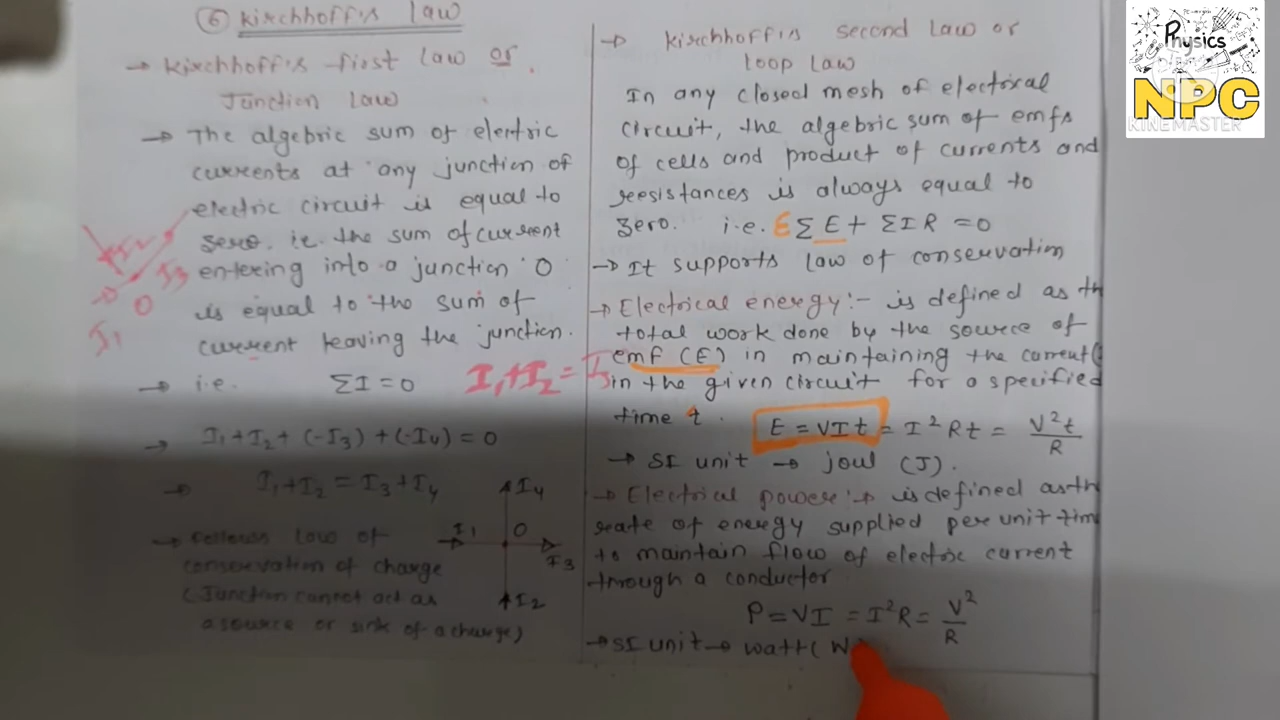 ⑥ Kirchhoff's law
→ Kirchhoff's first law or.
Junction law
→ The algebric sum of elertric
currents at any junction of
electric circuit is equal to
zero. i.e. the sum of current
entering into a junction 'O'
is equal to the sum of
current leaving the junction.
→ i.e. ΣI = 0 I₁+I₂ = I₃
→ I₁+I₂+(-I₃)+(-I₄) = 0
→ I₁+I₂ = I₃+I₄
→ Follows law of
conservation of charge
(Junction cannot act as
a source or sink of a charge)
I₄
I₁ O
I₃
I₂
I₃
O
I₁
→ Kirchhoff's second law or
loop law
In any closed mesh of electrical
circuit, the algebric sum of emfs
of cells and product of currents and
resistances is always equal to
zero. i.e. E Σ E + ΣIR = 0
→ It supports law of conservation
→ Electrical energy:- is defined as th
total work done by the source of
emf (E) in maintaining the current (
in the given circuit for a specified
time t. E = VIt = I²Rt = V²t/R
→ SI unit → joul (J).
→ Electrical power:→ is defined as th
rate of energy supplied per unit tim
to maintain flow of electric current
through a conductor
P = VI = I²R = V²/R
→ SI unit → watt (W)
Physics
NPC
KINEMASTER